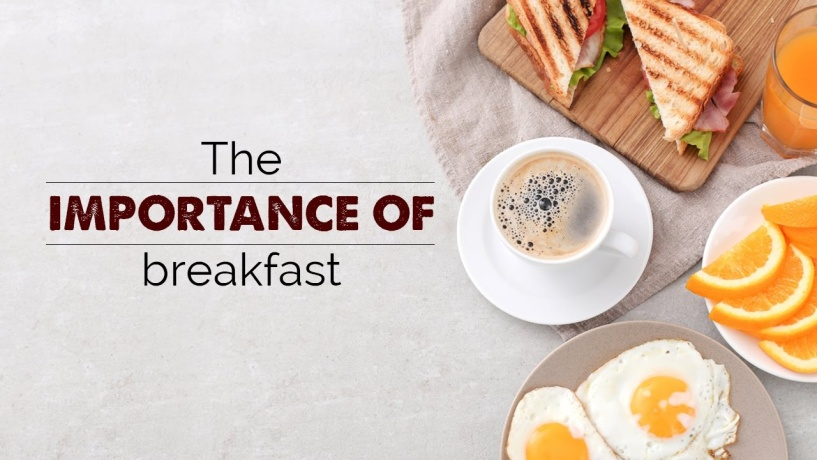 The
IMPORTANCE OF
breakfast